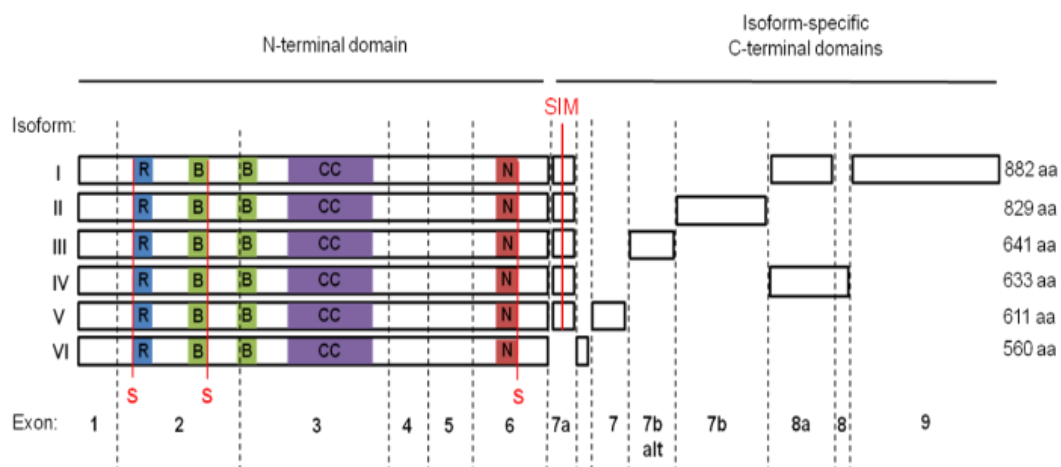 N-terminal domain
Isoform-specific
C-terminal domains
SIM
Isoform:
I R B B CC N 882 aa
II R B B CC N 829 aa
III R B B CC N 641 aa
IV R B B CC N 633 aa
V R B B CC N 611 aa
VI R B B CC N 560 aa
S S S
Exon: 1 2 3 4 5 6 7a 7 7b 7b 8a 8 9
alt